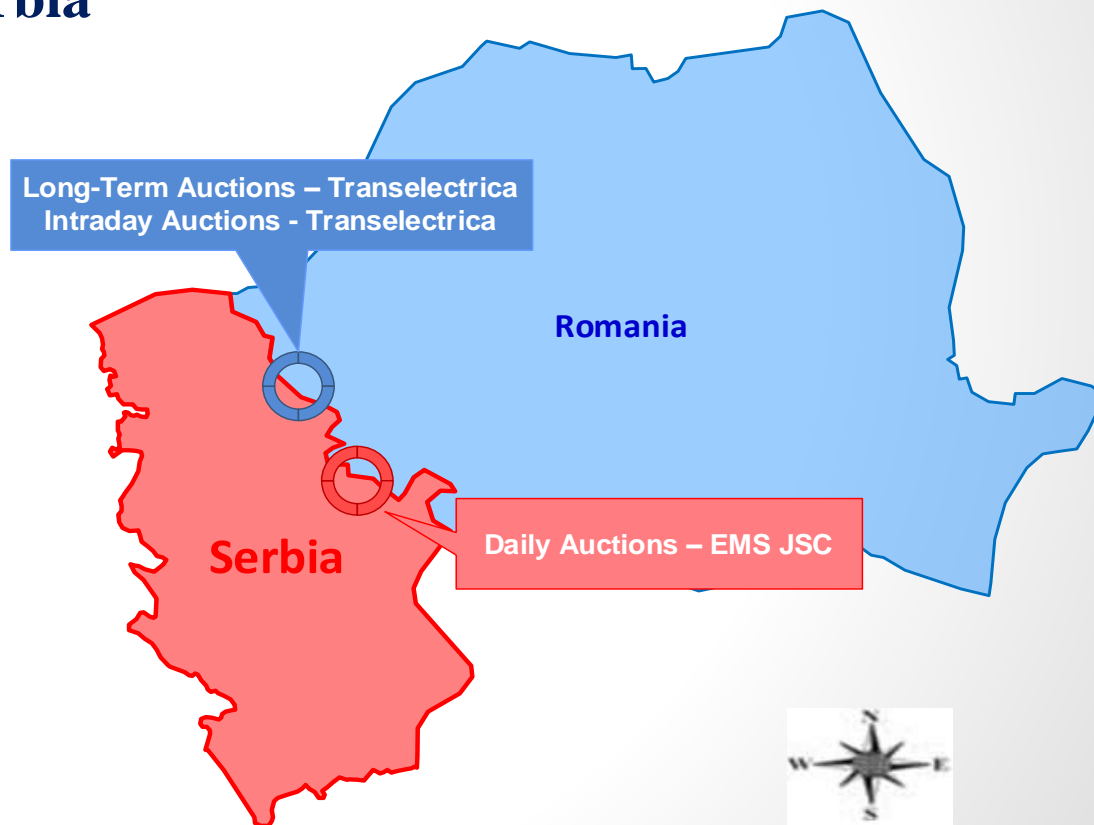 Long-Term Auctions – Transelectrica
Intraday Auctions - Transelectrica
Romania
Serbia
Daily Auctions – EMS JSC
N
W
E
S